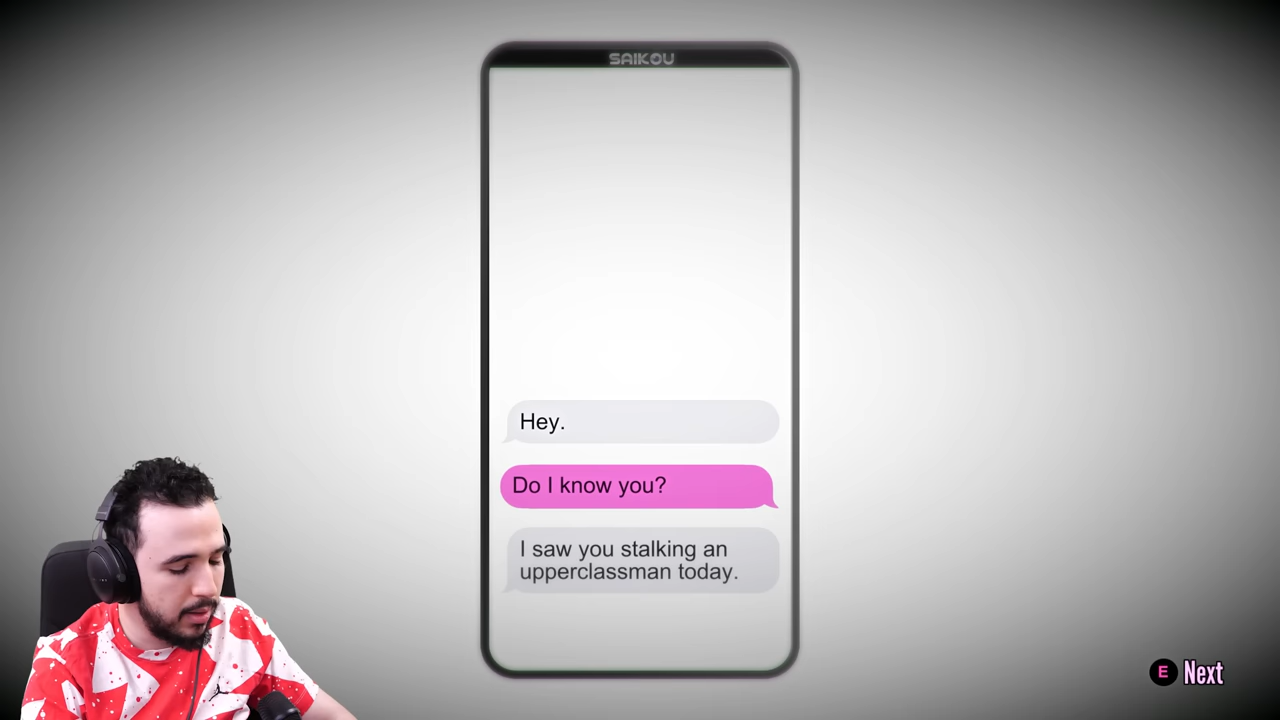 SAIKOU
Hey.
Do I know you?
I saw you stalking an
upperclassman today.
E Next